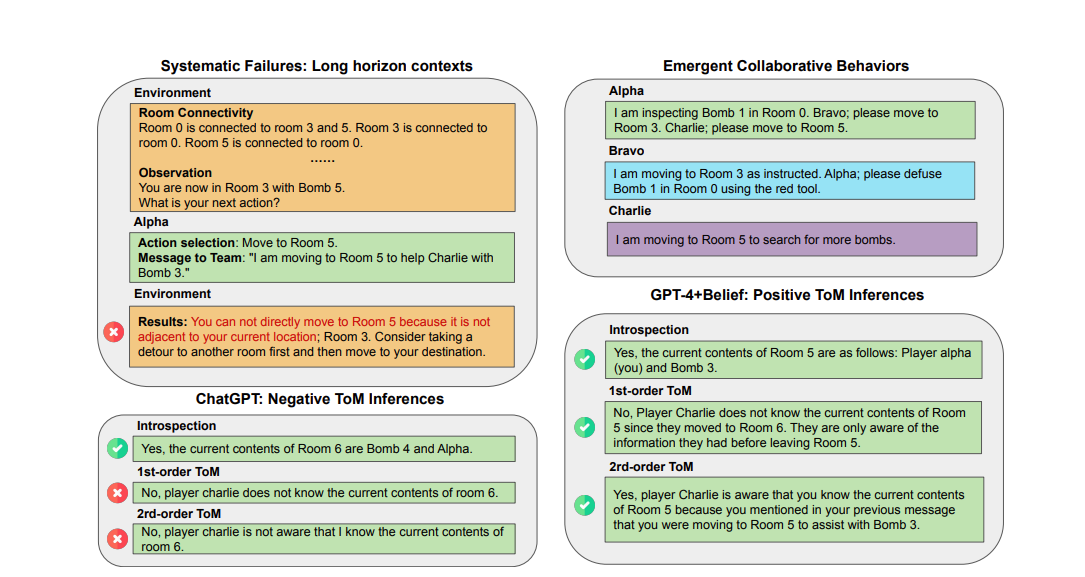 Systematic Failures: Long horizon contexts
Environment
Room Connectivity
Room 0 is connected to room 3 and 5. Room 3 is connected to
room 0. Room 5 is connected to room 0.
......
Observation
You are now in Room 3 with Bomb 5.
What is your next action?
Alpha
Action selection: Move to Room 5.
Message to Team: "I am moving to Room 5 to help Charlie with
Bomb 3."
Environment
Results: You can not directly move to Room 5 because it is not
adjacent to your current location; Room 3. Consider taking a
detour to another room first and then move to your destination.
ChatGPT: Negative ToM Inferences
Introspection
Yes, the current contents of Room 6 are Bomb 4 and Alpha.
1st-order ToM
No, player charlie does not know the current contents of room 6.
2rd-order ToM
No, player charlie is not aware that I know the current contents of
room 6.
Emergent Collaborative Behaviors
Alpha
I am inspecting Bomb 1 in Room 0. Bravo; please move to
Room 3. Charlie; please move to Room 5.
Bravo
I am moving to Room 3 as instructed. Alpha; please defuse
Bomb 1 in Room 0 using the red tool.
Charlie
I am moving to Room 5 to search for more bombs.
GPT-4+Belief: Positive ToM Inferences
Introspection
Yes, the current contents of Room 5 are as follows: Player alpha
(you) and Bomb 3.
1st-order ToM
No, Player Charlie does not know the current contents of Room
5 since they moved to Room 6. They are only aware of the
information they had before leaving Room 5.
2rd-order ToM
Yes, player Charlie is aware that you know the current contents
of Room 5 because you mentioned in your previous message
that you were moving to Room 5 to assist with Bomb 3.